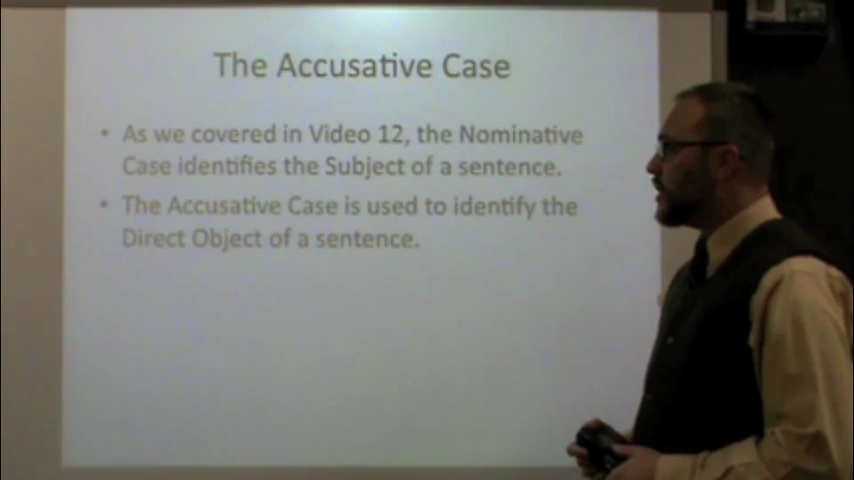 The Accusative Case
• As we covered in Video 12, the Nominative
Case identifies the Subject of a sentence.
• The Accusative Case is used to identify the
Direct Object of a sentence.